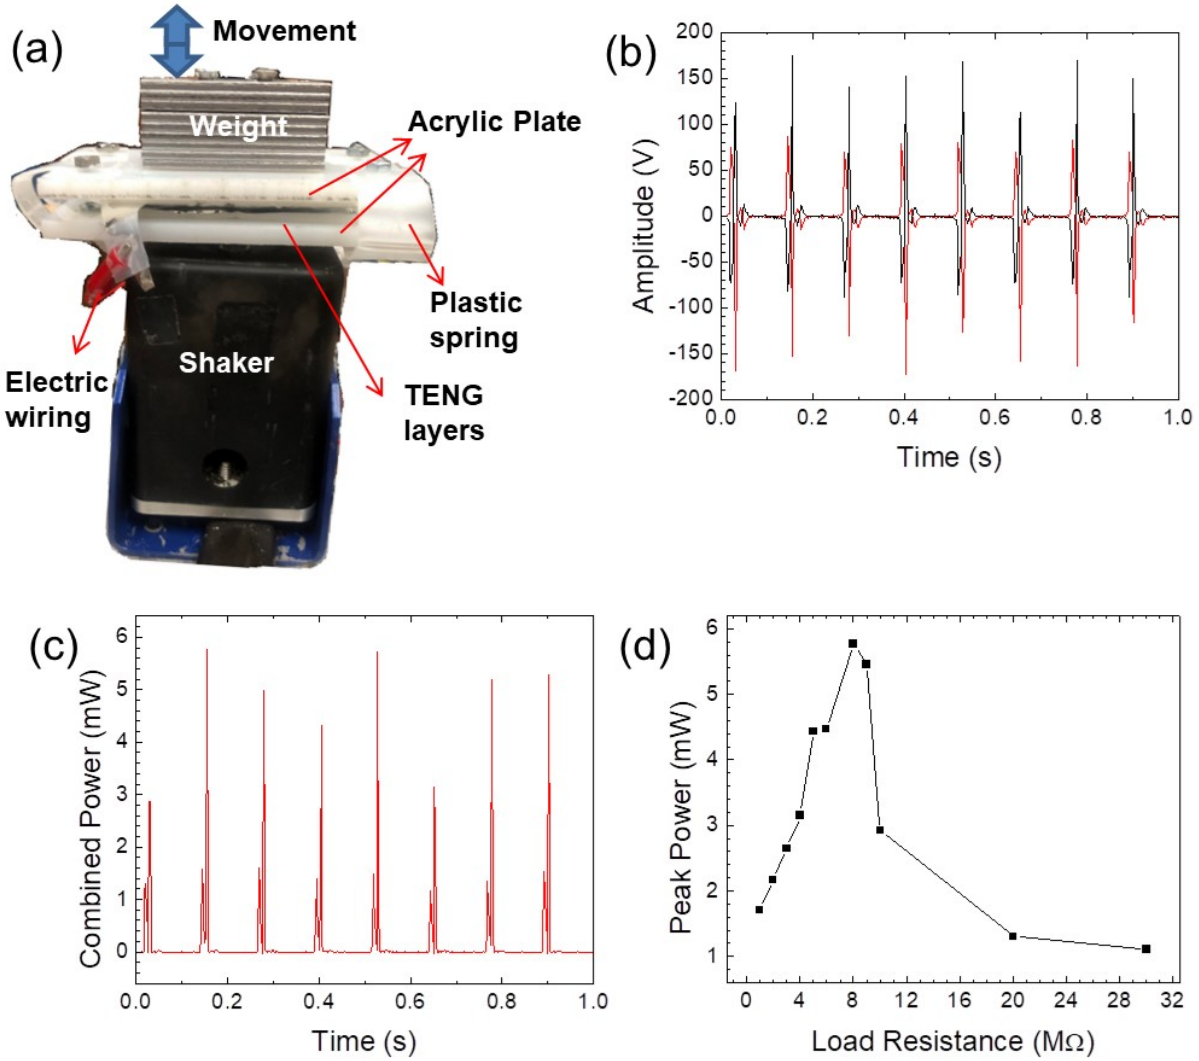 (a)
Movement
Weight
Acrylic Plate
Plastic
spring
Shaker
Electric
wiring
TENG
layers
(b)
200
150
100
50
0
-50
-100
-150
-200
Amplitude (V)
0.0 0.2 0.4 0.6 0.8 1.0
Time (s)
(c)
6
5
4
3
2
1
0
Combined Power (mW)
0.0 0.2 0.4 0.6 0.8 1.0
Time (s)
(d)
6
5
4
3
2
1
Peak Power (mW)
0 4 8 12 16 20 24 28 32
Load Resistance (MΩ)